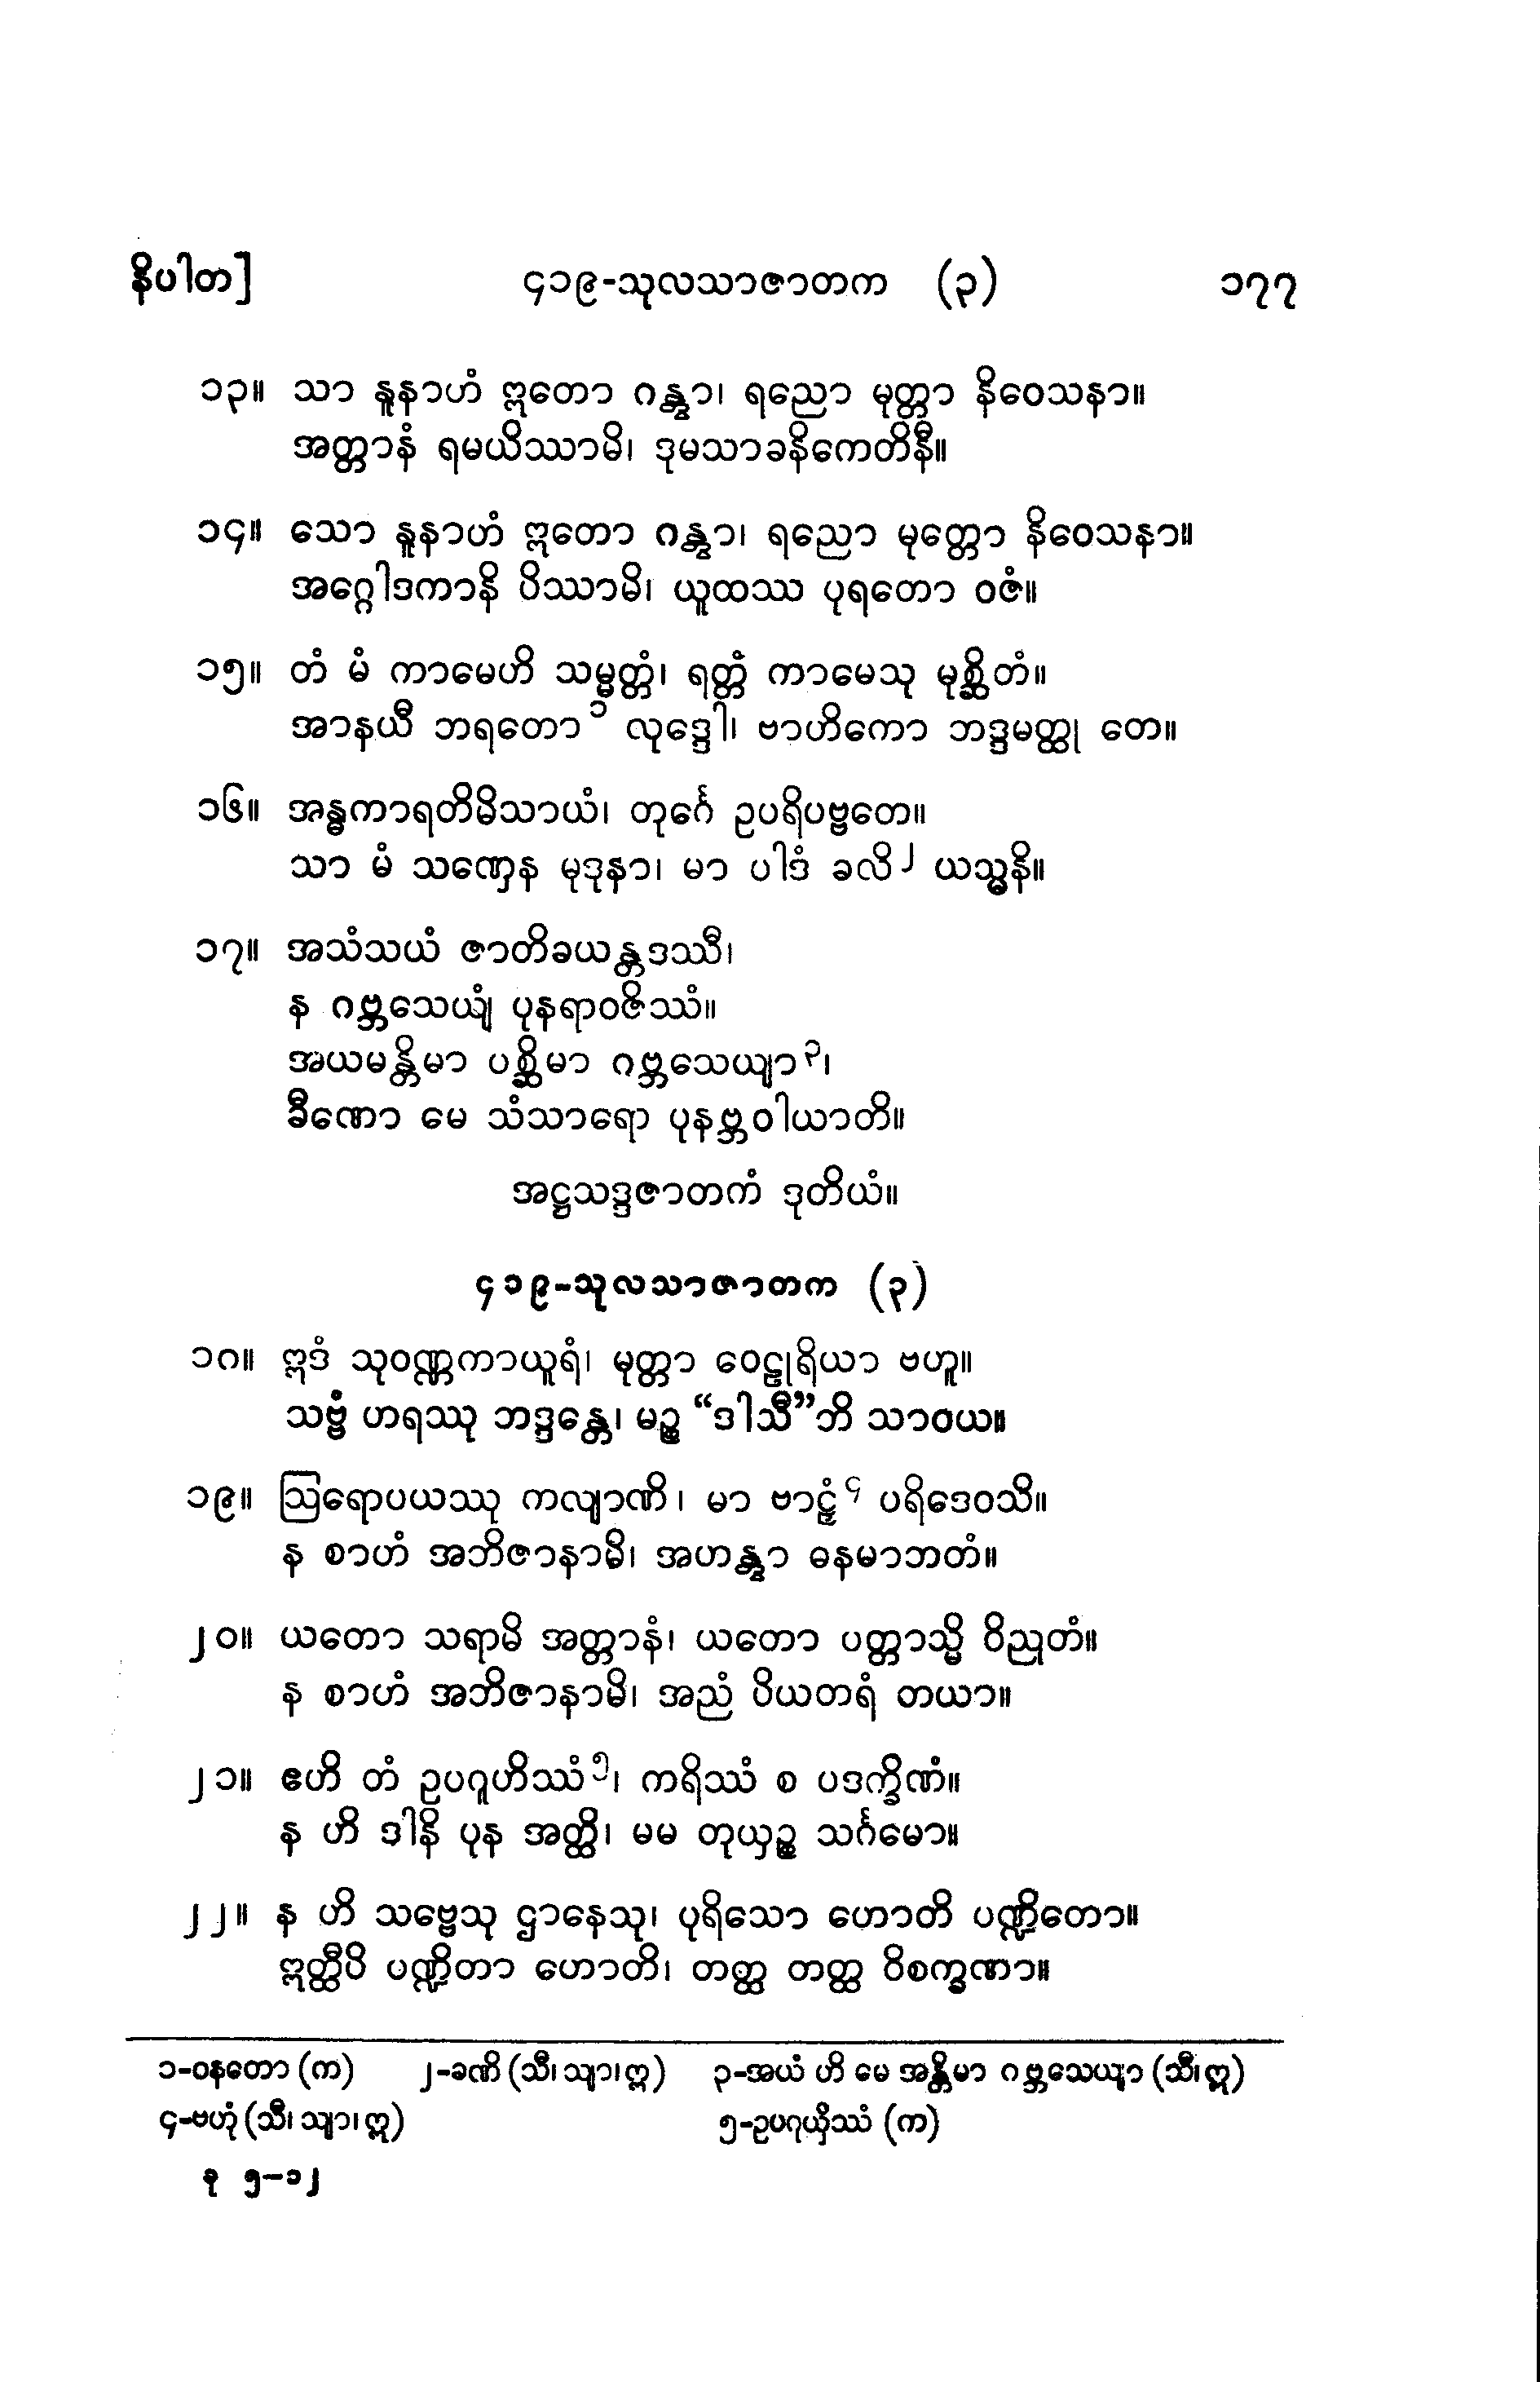 နိပါတ] ၄၁၉-သုလသာဇာတက (၃) ၁၇၇
၁၃။ သာ နူနာဟံ ဣတော ဂန္တွာ၊ ရညော မုတ္တာ နိဝေသနာ။
အတ္တာနံ ရမယိဿာမိ၊ ဒုမသာခနိကေတိနီ။
၁၄။ သော နူနာဟံ ဣတော ဂန္တွာ၊ ရညော မုတ္တော နိဝေသနာ။
အဂ္ဂေါဒကာနိ ပိဿာမိ၊ ယူထဿ ပုရတော ဝဇံ။
၁၅။ တံ မံ ကာမေဟိ သမ္မတ္တံ၊ ရတ္တံ ကာမေသု မုစ္ဆိတံ။
အာနယီ ဘရတော၁ လုဒ္ဒေါ၊ ဗာဟိကော ဘဒ္ဒမတ္ထု တေ။
၁၆။ အန္ဓကာရတိမိသာယံ၊ တုင်္ဂေ ဥပရိပဗ္ဗတေ။
သာ မံ သဏှေန မုဒုနာ၊ မာ ပါဒံ ခလိ၂ ယသ္မနိ။
၁၇။ အသံသယံ ဇာတိခယန္တဒဿီ၊
န ဂဗ္ဘသေယျံ ပုနရာဝဇိဿံ။
အယမန္တိမာ ပစ္ဆိမာ ဂဗ္ဘသေယျာ၃၊
ခီဏော မေ သံသာရော ပုနဗ္ဘဝါယာတိ။
အဋ္ဌသဒ္ဒဇာတကံ ဒုတိယံ။
၄၁၉-သုလသာဇာတက (၃)
၁၈။ ဣဒံ သုဝဏ္ဏကာယူရံ၊ မုတ္တာ ဝေဠုရိယာ ဗဟူ။
သဗ္ဗံ ဟရဿု ဘဒ္ဒန္တေ၊ မဉ္စ “ဒါသီ”ဘိ သာဝယ။
၁၉။ ဩရောပယဿု ကလျာဏိ၊ မာ ဗာဠှံ၄ ပရိဒေဝသိ။
န စာဟံ အဘိဇာနာမိ၊ အဟန္တွာ ဓနမာဘတံ။
၂၀။ ယတော သရာမိ အတ္တာနံ၊ ယတော ပတ္တာသ္မိ ဝိညုတံ။
န စာဟံ အဘိဇာနာမိ၊ အညံ ပိယတရံ တယာ။
၂၁။ ဧဟိ တံ ဥပဂူဟိဿံ၅၊ ကရိဿံ စ ပဒက္ခိဏံ။
န ဟိ ဒါနိ ပုန အတ္ထိ၊ မမ တုယှဉ္စ သင်္ဂမော။
၂၂။ န ဟိ သဗ္ဗေသု ဌာနေသု၊ ပုရိသော ဟောတိ ပဏ္ဍိတော။
ဣတ္ထီပိ ပဏ္ဍိတာ ဟောတိ၊ တတ္ထ တတ္ထ ဝိစက္ခဏာ။
၁-ဝနတော (က) ၂-ခဏိ (သီ၊ သျာ၊ ဣ) ၃-အယံ ဟိ မေ အန္တိမာ ဂဗ္ဘသေယျာ (သီ၊ ဣ)
၄-ဗဟုံ (သီ၊ သျာ၊ ဣ) ၅-ဥပဂုယှိဿံ (က)
နု ၅-၁၂